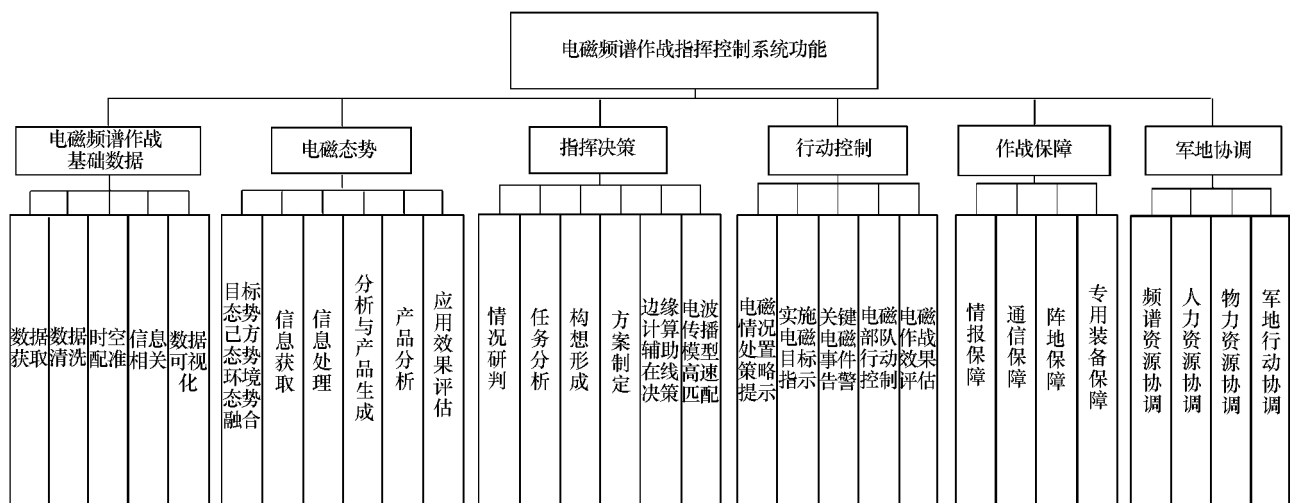 电磁频谱作战指挥控制系统功能
电磁频谱作战
基础数据
电磁态势
指挥决策
行动控制
作战保障
军地协调
数据
获取
数据
清洗
时空
配准
信息
相关
数据
可视
化
目标
态势
己方
态势
环境
态势
融合
信息获取
信息处理
分析与产品生成
产品分析
应用效果评估
情况研判
任务分析
构想形成
方案制定
边缘
计算
辅助
在线
决策
电波
传播
模型
高速
匹配
电磁
情况
处置
策略
提示
实施
电磁
目标
指示
关键
电磁
事件
告警
电磁
部队
行动
控制
电磁
作战
效果
评估
情报保障
通信保障
阵地保障
专用装备保障
频谱资源协调
人力资源协调
物力资源协调
军地行动协调